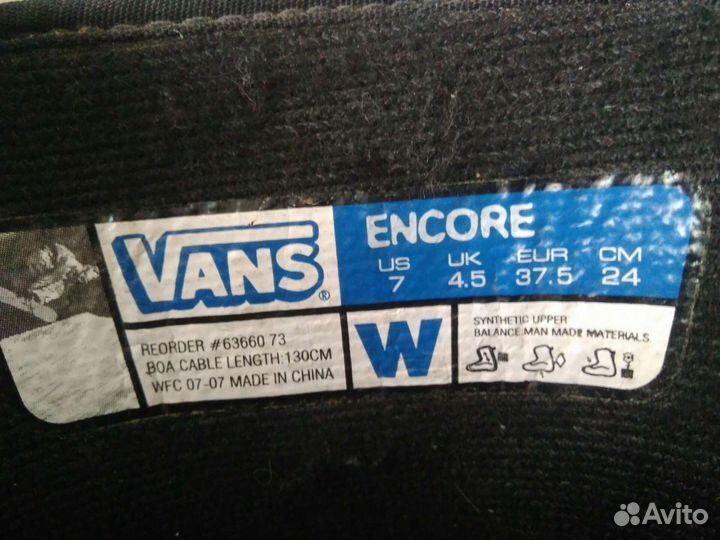 VANS®
ENCORE
US UK EUR CM
7 4.5 37.5 24
REORDER #63660 73
BOA CABLE LENGTH:130CM
WFC 07-07 MADE IN CHINA
W
SYNTHETIC UPPER
BALANCE MAN MADE MATERIALS
Avito